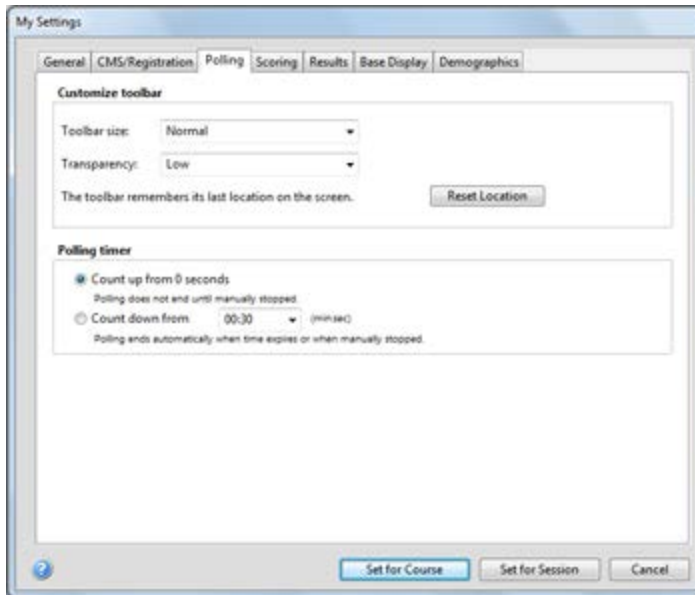 My Settings
General CMS/Registration Polling Scoring Results Base Display Demographics
Customize toolbar
Toolbar size: Normal
Transparency: Low
The toolbar remembers its last location on the screen. Reset Location
Polling timer
Count up from 0 seconds
Polling does not end until manually stopped.
Count down from 00:30 (min:sec)
Polling ends automatically when time expires or when manually stopped.
? Set for Course Set for Session Cancel